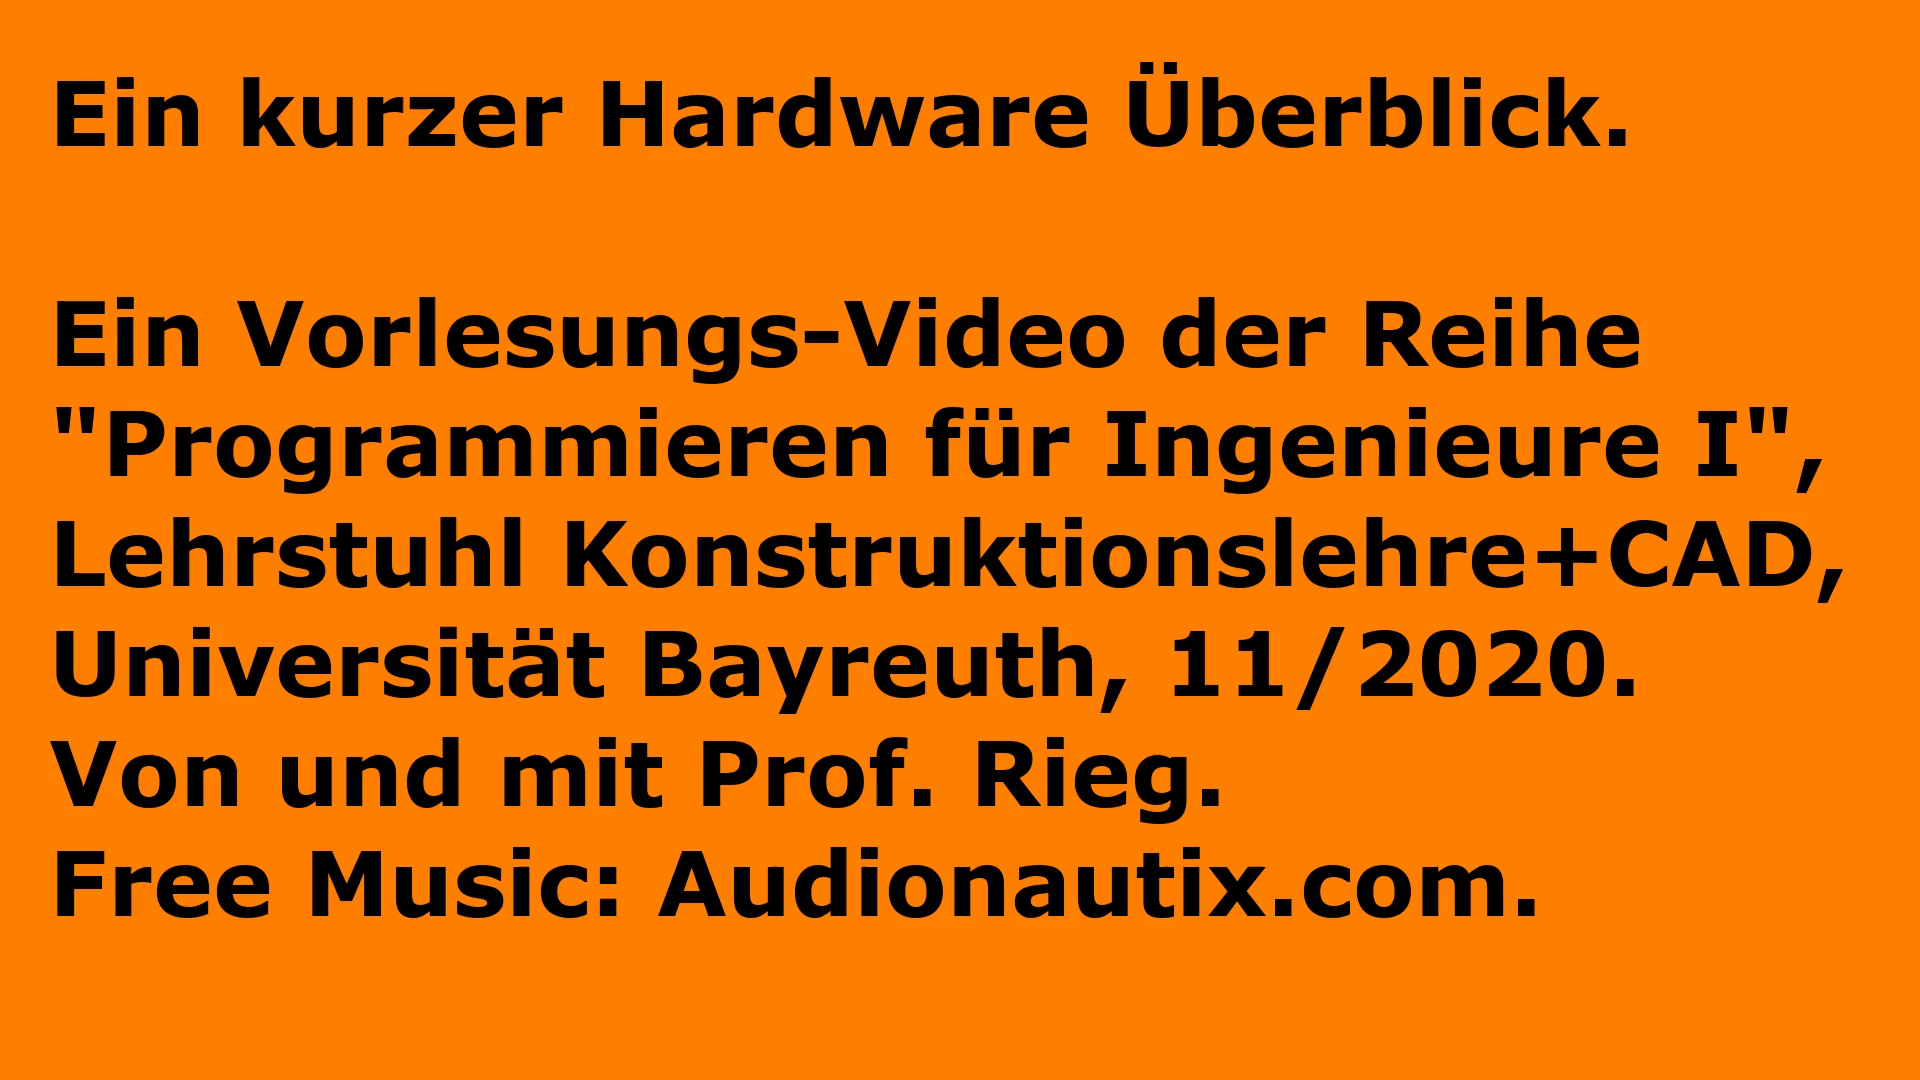 Ein kurzer Hardware Überblick.
Ein Vorlesungs-Video der Reihe
"Programmieren für Ingenieure I",
Lehrstuhl Konstruktionslehre+CAD,
Universität Bayreuth, 11/2020.
Von und mit Prof. Rieg.
Free Music: Audionautix.com.